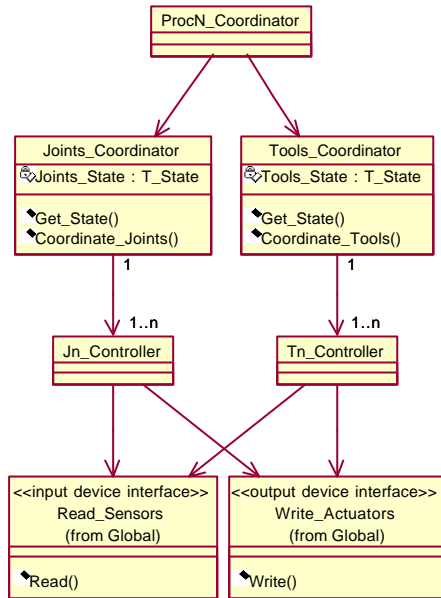 ProcN_Coordinator
Joints_Coordinator
Joints_State : T_State
Get_State()
Coordinate_Joints()
Tools_Coordinator
Tools_State : T_State
Get_State()
Coordinate_Tools()
1
1
1..n
1..n
Jn_Controller
Tn_Controller
<<input device interface>>
Read_Sensors
(from Global)
Read()
<<output device interface>>
Write_Actuators
(from Global)
Write()